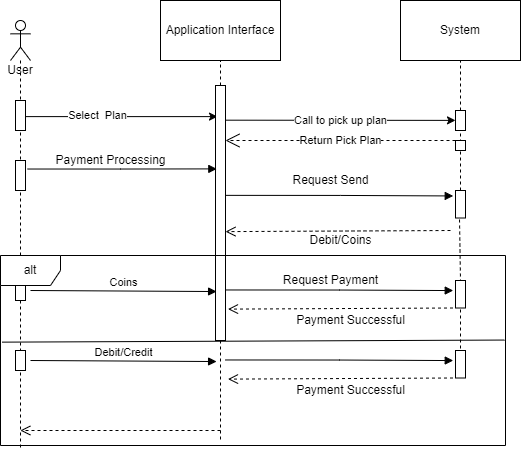 Application Interface
System
User
Select Plan
Call to pick up plan
Return Pick Plan
Payment Processing
Request Send
Debit/Coins
alt
Coins
Request Payment
Payment Successful
Debit/Credit
Payment Successful